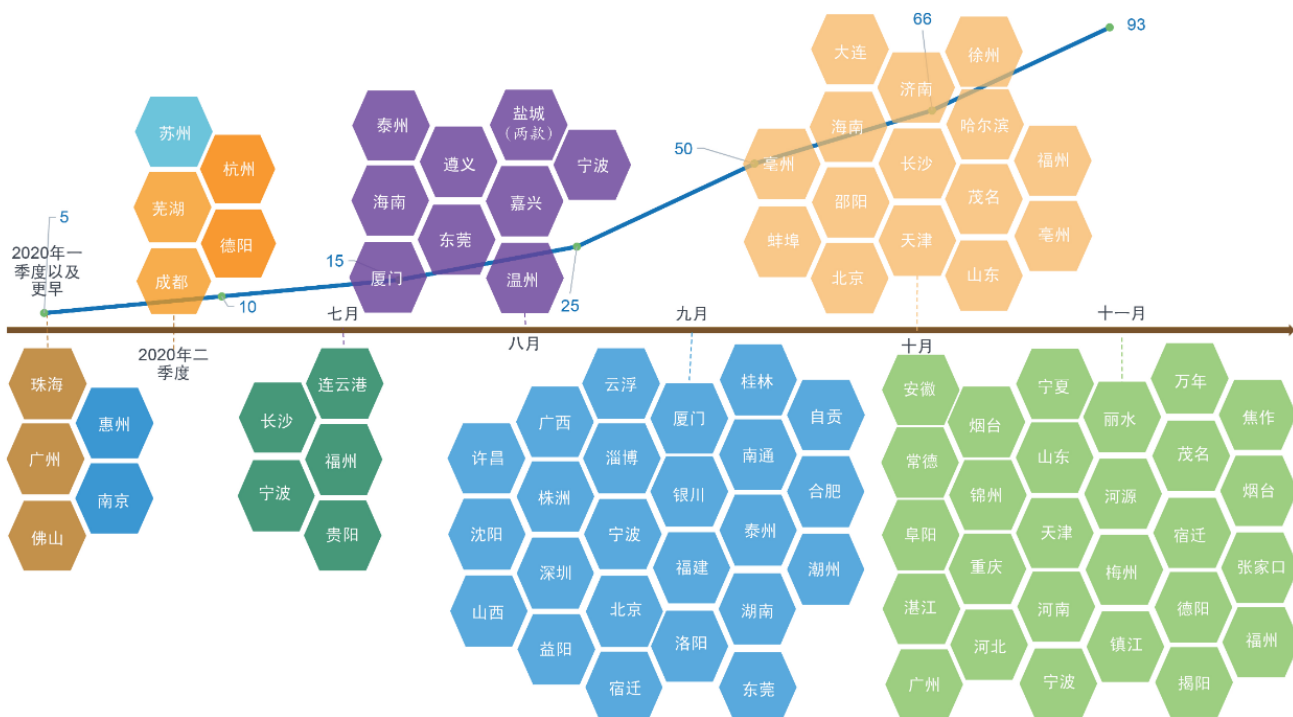 大连
66
徐州
93
济南
苏州
泰州
盐城
(两款)
海南
哈尔滨
杭州
遵义
宁波
50
亳州
长沙
福州
芜湖
海南
嘉兴
邵阳
茂名
5
德阳
东莞
蚌埠
天津
亳州
2020年一
季度以及
更早
成都
15
厦门
温州
北京
山东
10
25
七月
九月
十一月
八月
十月
2020年二
季度
珠海
惠州
广州
南京
佛山
连云港
长沙
福州
宁波
贵阳
云浮
桂林
广西
厦门
自贡
许昌
淄博
南通
株洲
银川
合肥
沈阳
宁波
泰州
深圳
福建
潮州
山西
北京
湖南
益阳
洛阳
宿迁
东莞
安徽
宁夏
万年
烟台
丽水
焦作
常德
山东
茂名
锦州
河源
烟台
阜阳
天津
宿迁
重庆
梅州
张家口
湛江
河南
德阳
河北
镇江
福州
广州
宁波
揭阳